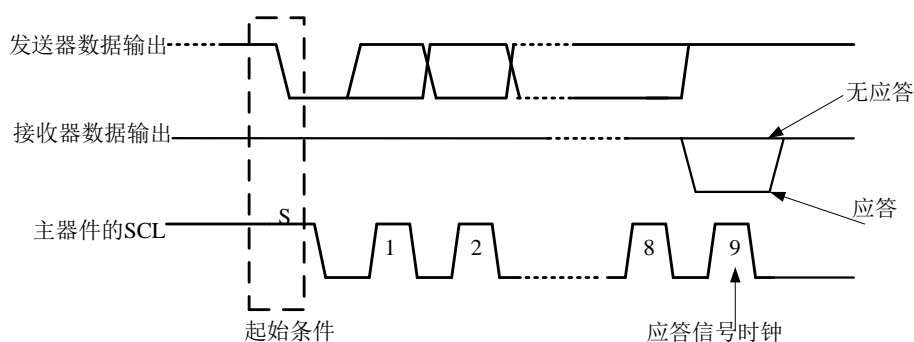 发送器数据输出
无应答
接收器数据输出
应答
主器件的SCL
S
1
2
8
9
起始条件
应答信号时钟